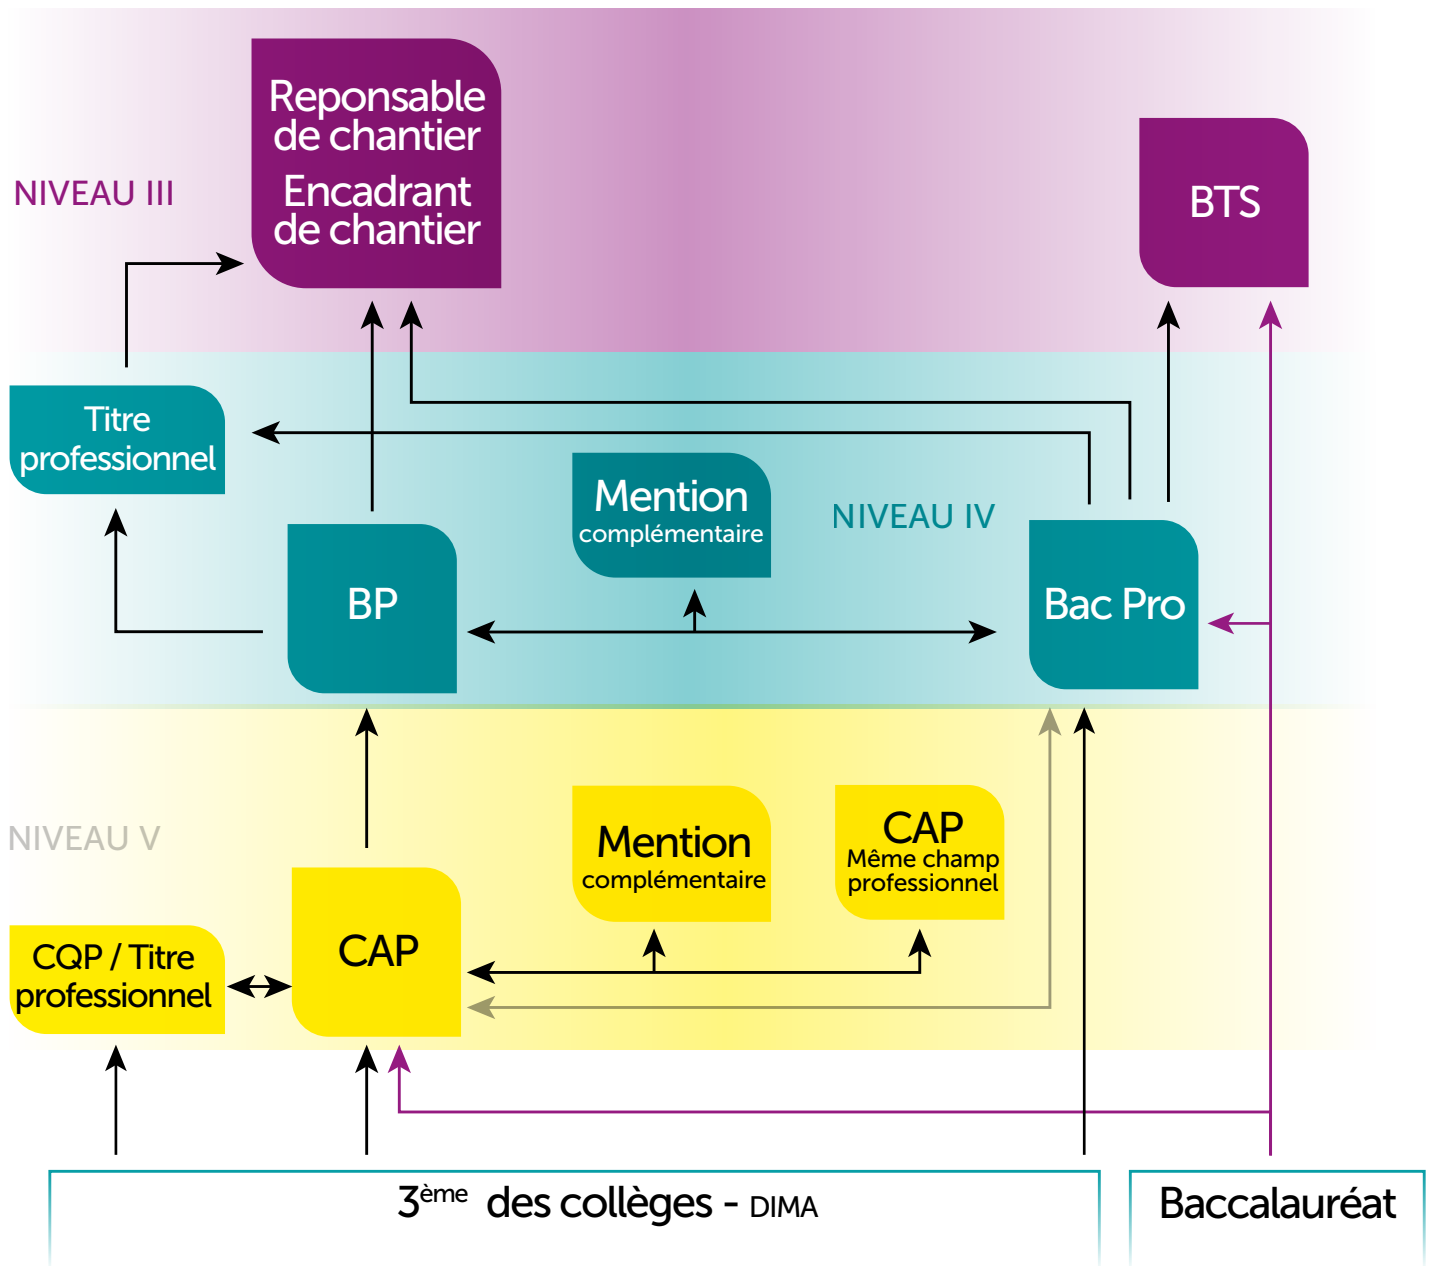 Reponsable
de chantier
Encadrant
de chantier
NIVEAU III
BTS
Titre
professionnel
Mention
complémentaire
NIVEAU IV
BP
Bac Pro
NIVEAU V
Mention
complémentaire
CAP
Même champ
professionnel
CAP
CQP / Titre
professionnel
3ème des collèges - DIMA
Baccalauréat